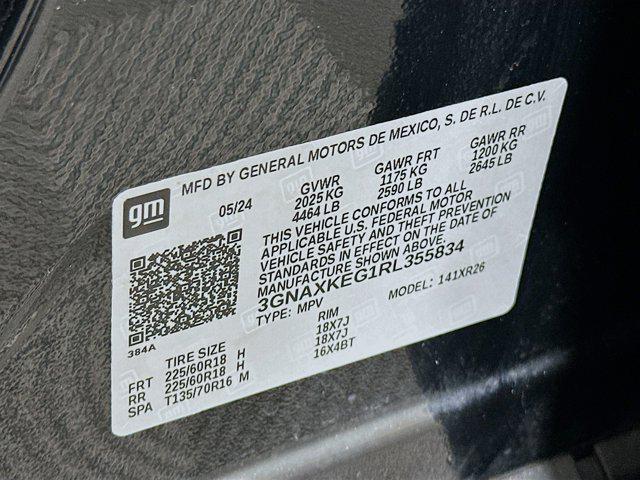 gm
MFD BY GENERAL MOTORS DE MEXICO, S. DE R.L. DE C.V.
05/24
GVWR
2025 KG
4464 LB
GAWR FRT
1175 KG
2590 LB
GAWR RR
1200 KG
2645 LB
THIS VEHICLE CONFORMS TO ALL
APPLICABLE U.S. FEDERAL MOTOR
VEHICLE SAFETY AND THEFT PREVENTION
STANDARDS IN EFFECT ON THE DATE OF
MANUFACTURE SHOWN ABOVE.
3GNAXKEG1RL355834
TYPE: MPV
MODEL: 141XR26
384A
TIRE SIZE
RIM
FRT 225/60R18 H 18X7J
RR 225/60R18 H 18X7J
SPA T135/70R16 M 16X4BT